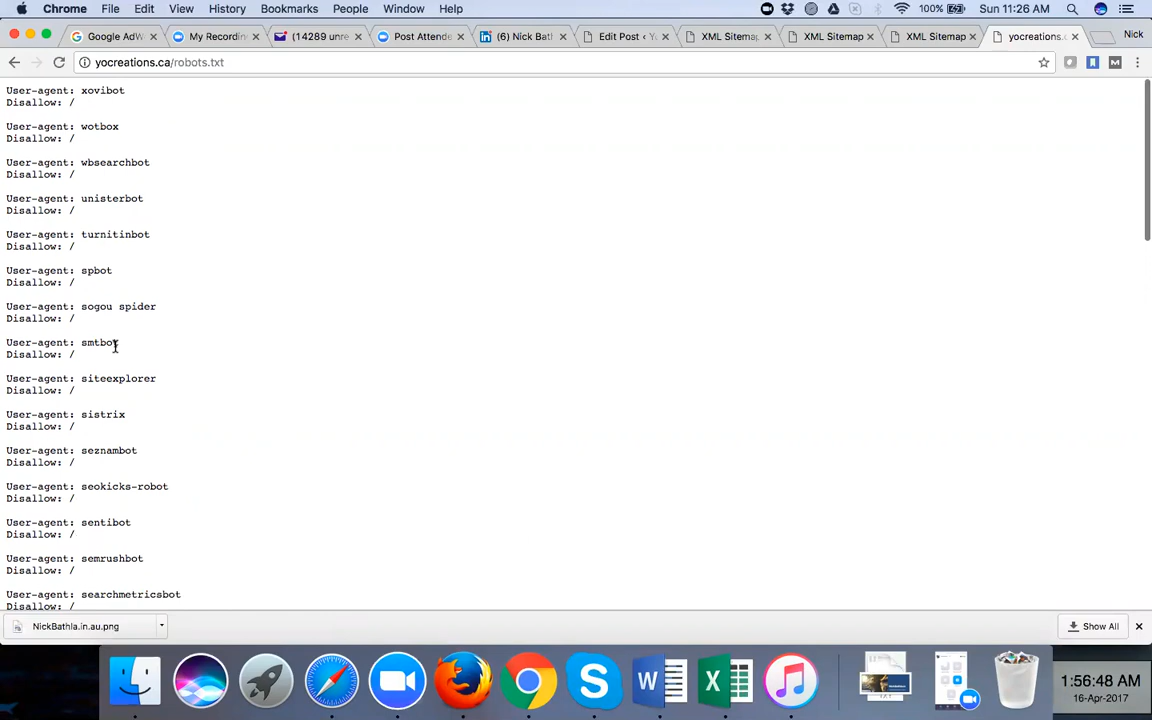 Chrome File Edit View History Bookmarks People Window Help 100% Sun 11:26 AM
Google AdW My Recording (14289 unre Post Attende (6) Nick Bath Edit Post ‹ Yo XML Sitemap XML Sitemap XML Sitemap yocreations.c Nick
yocreations.ca/robots.txt
User-agent: xovibot
Disallow: /
User-agent: wotbox
Disallow: /
User-agent: wbsearchbot
Disallow: /
User-agent: unisterbot
Disallow: /
User-agent: turnitinbot
Disallow: /
User-agent: spbot
Disallow: /
User-agent: sogou spider
Disallow: /
User-agent: smtbot
Disallow: /
User-agent: siteexplorer
Disallow: /
User-agent: sistrix
Disallow: /
User-agent: seznambot
Disallow: /
User-agent: seokicks-robot
Disallow: /
User-agent: sentibot
Disallow: /
User-agent: semrushbot
Disallow: /
User-agent: searchmetricsbot
Disallow: /
NickBathla.in.au.png Show All
1:56:48 AM
16-Apr-2017